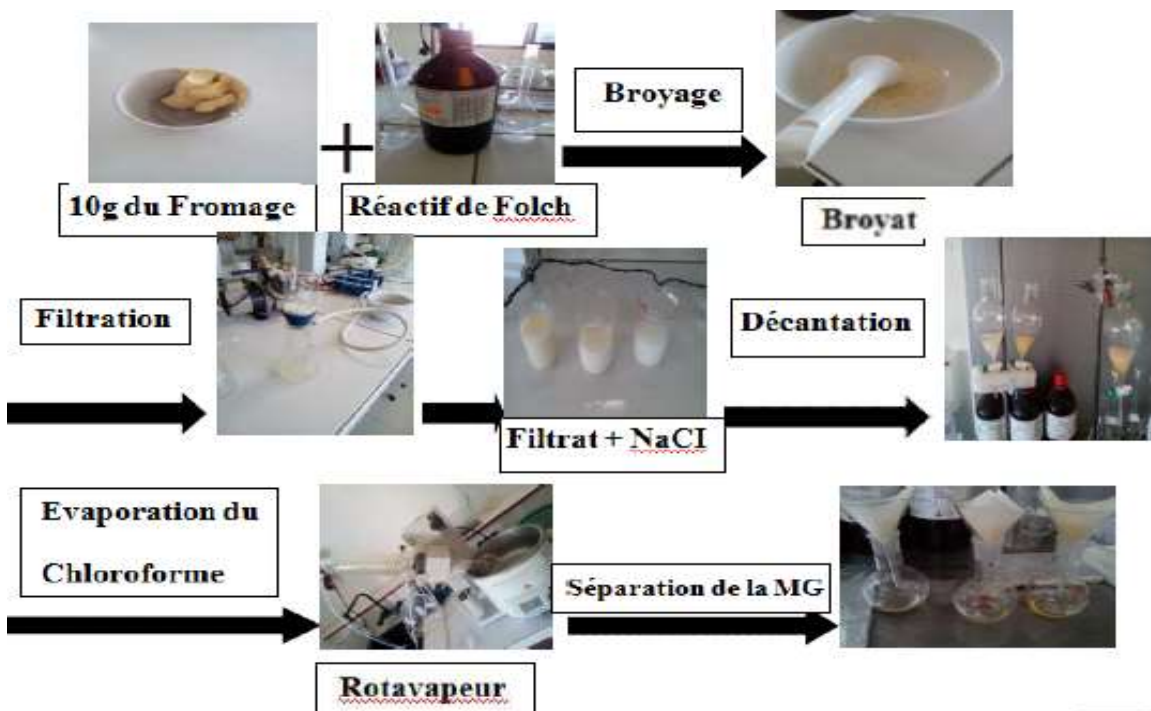 Broyage
10g du Fromage
Réactif de Folch
Broyat
Filtration
Décantation
Filtrat + NaCI
Evaporation du
Chloroforme
Séparation de la MG
Rotavapeur